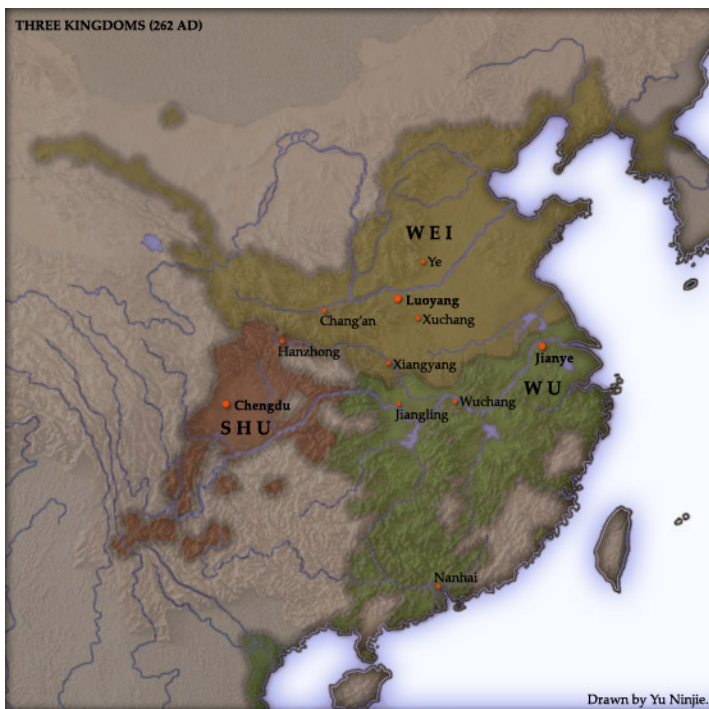 THREE KINGDOMS (262 AD)
WEI
Ye
Luoyang
Chang'an
Xuchang
Hanzhong
Xiangyang
Jianye
WU
Chengdu
SHU
Jiangling
Wuchang
Nanhai
Drawn by Yu Ninjie.